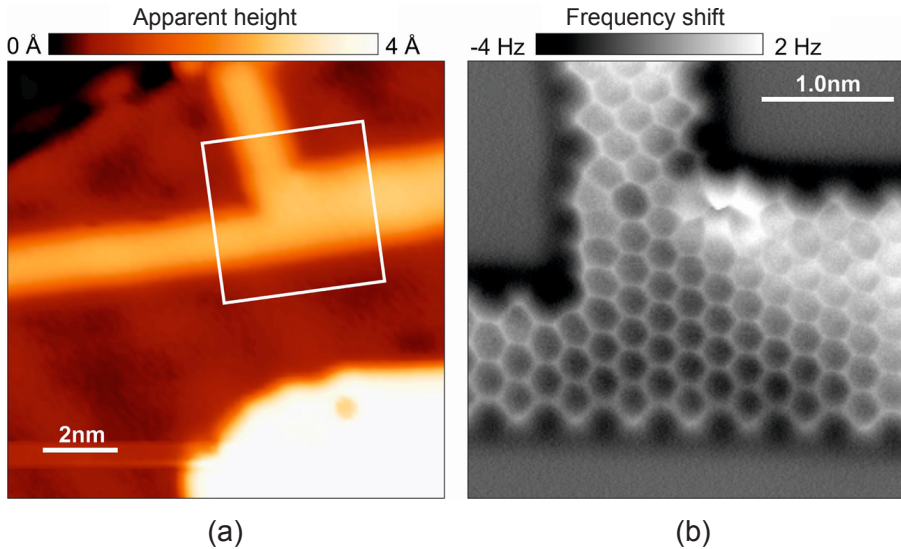 Apparent height
0 Å 4 Å
2nm
(a)
Frequency shift
-4 Hz 2 Hz
1.0nm
(b)